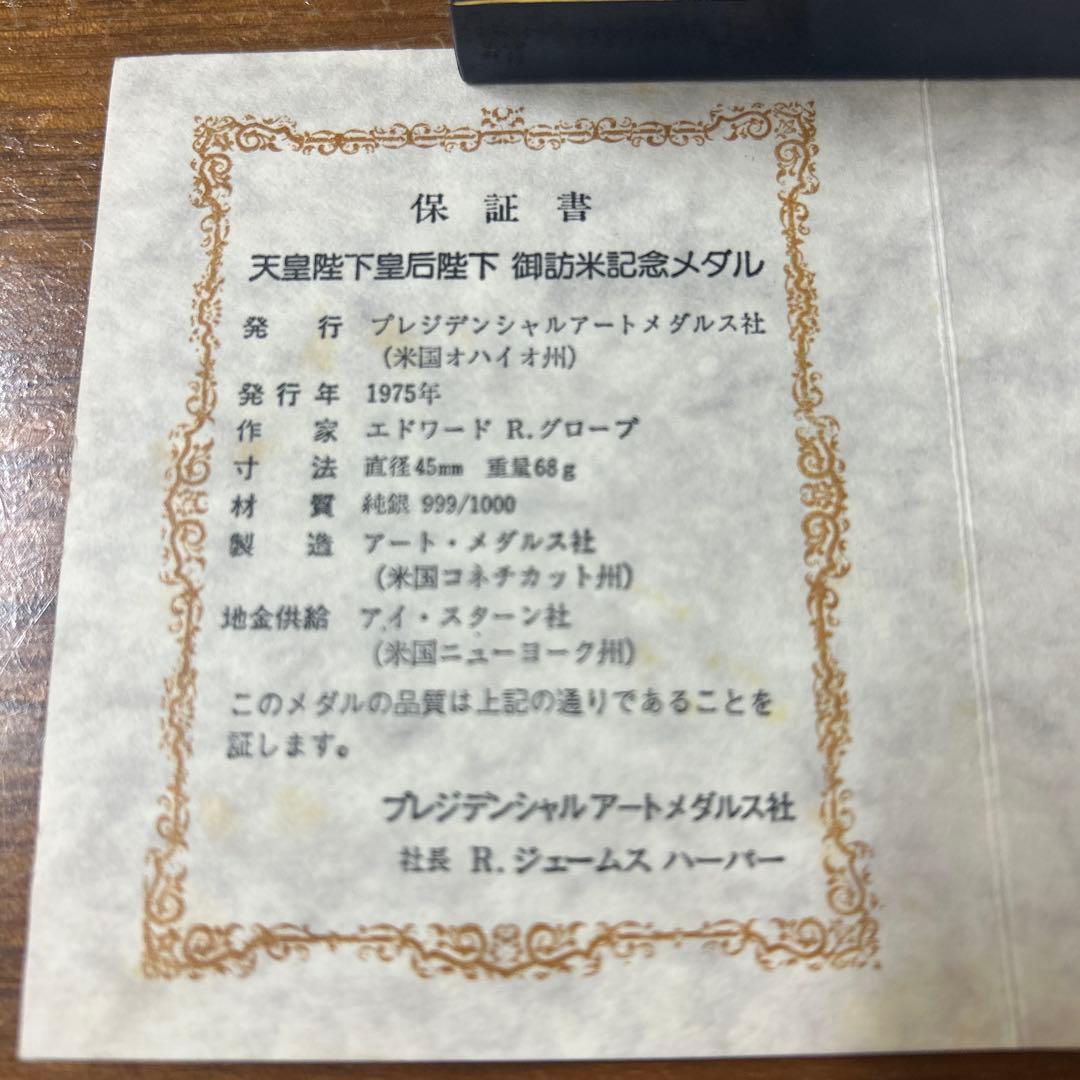 保証書
天皇陛下皇后陛下 御訪米記念メダル
発行 プレジデンシャルアートメダルス社
(米国オハイオ州)
発行年 1975年
作家 エドワード R.グローブ
寸法 直径45mm 重量68g
材質 純銀 999/1000
製造 アート・メダルス社
(米国コネチカット州)
地金供給 アイ・スターン社
(米国ニューヨーク州)
このメダルの品質は上記の通りであることを
証します。
プレジデンシャルアートメダルス社
社長 R.ジェームス ハーパー